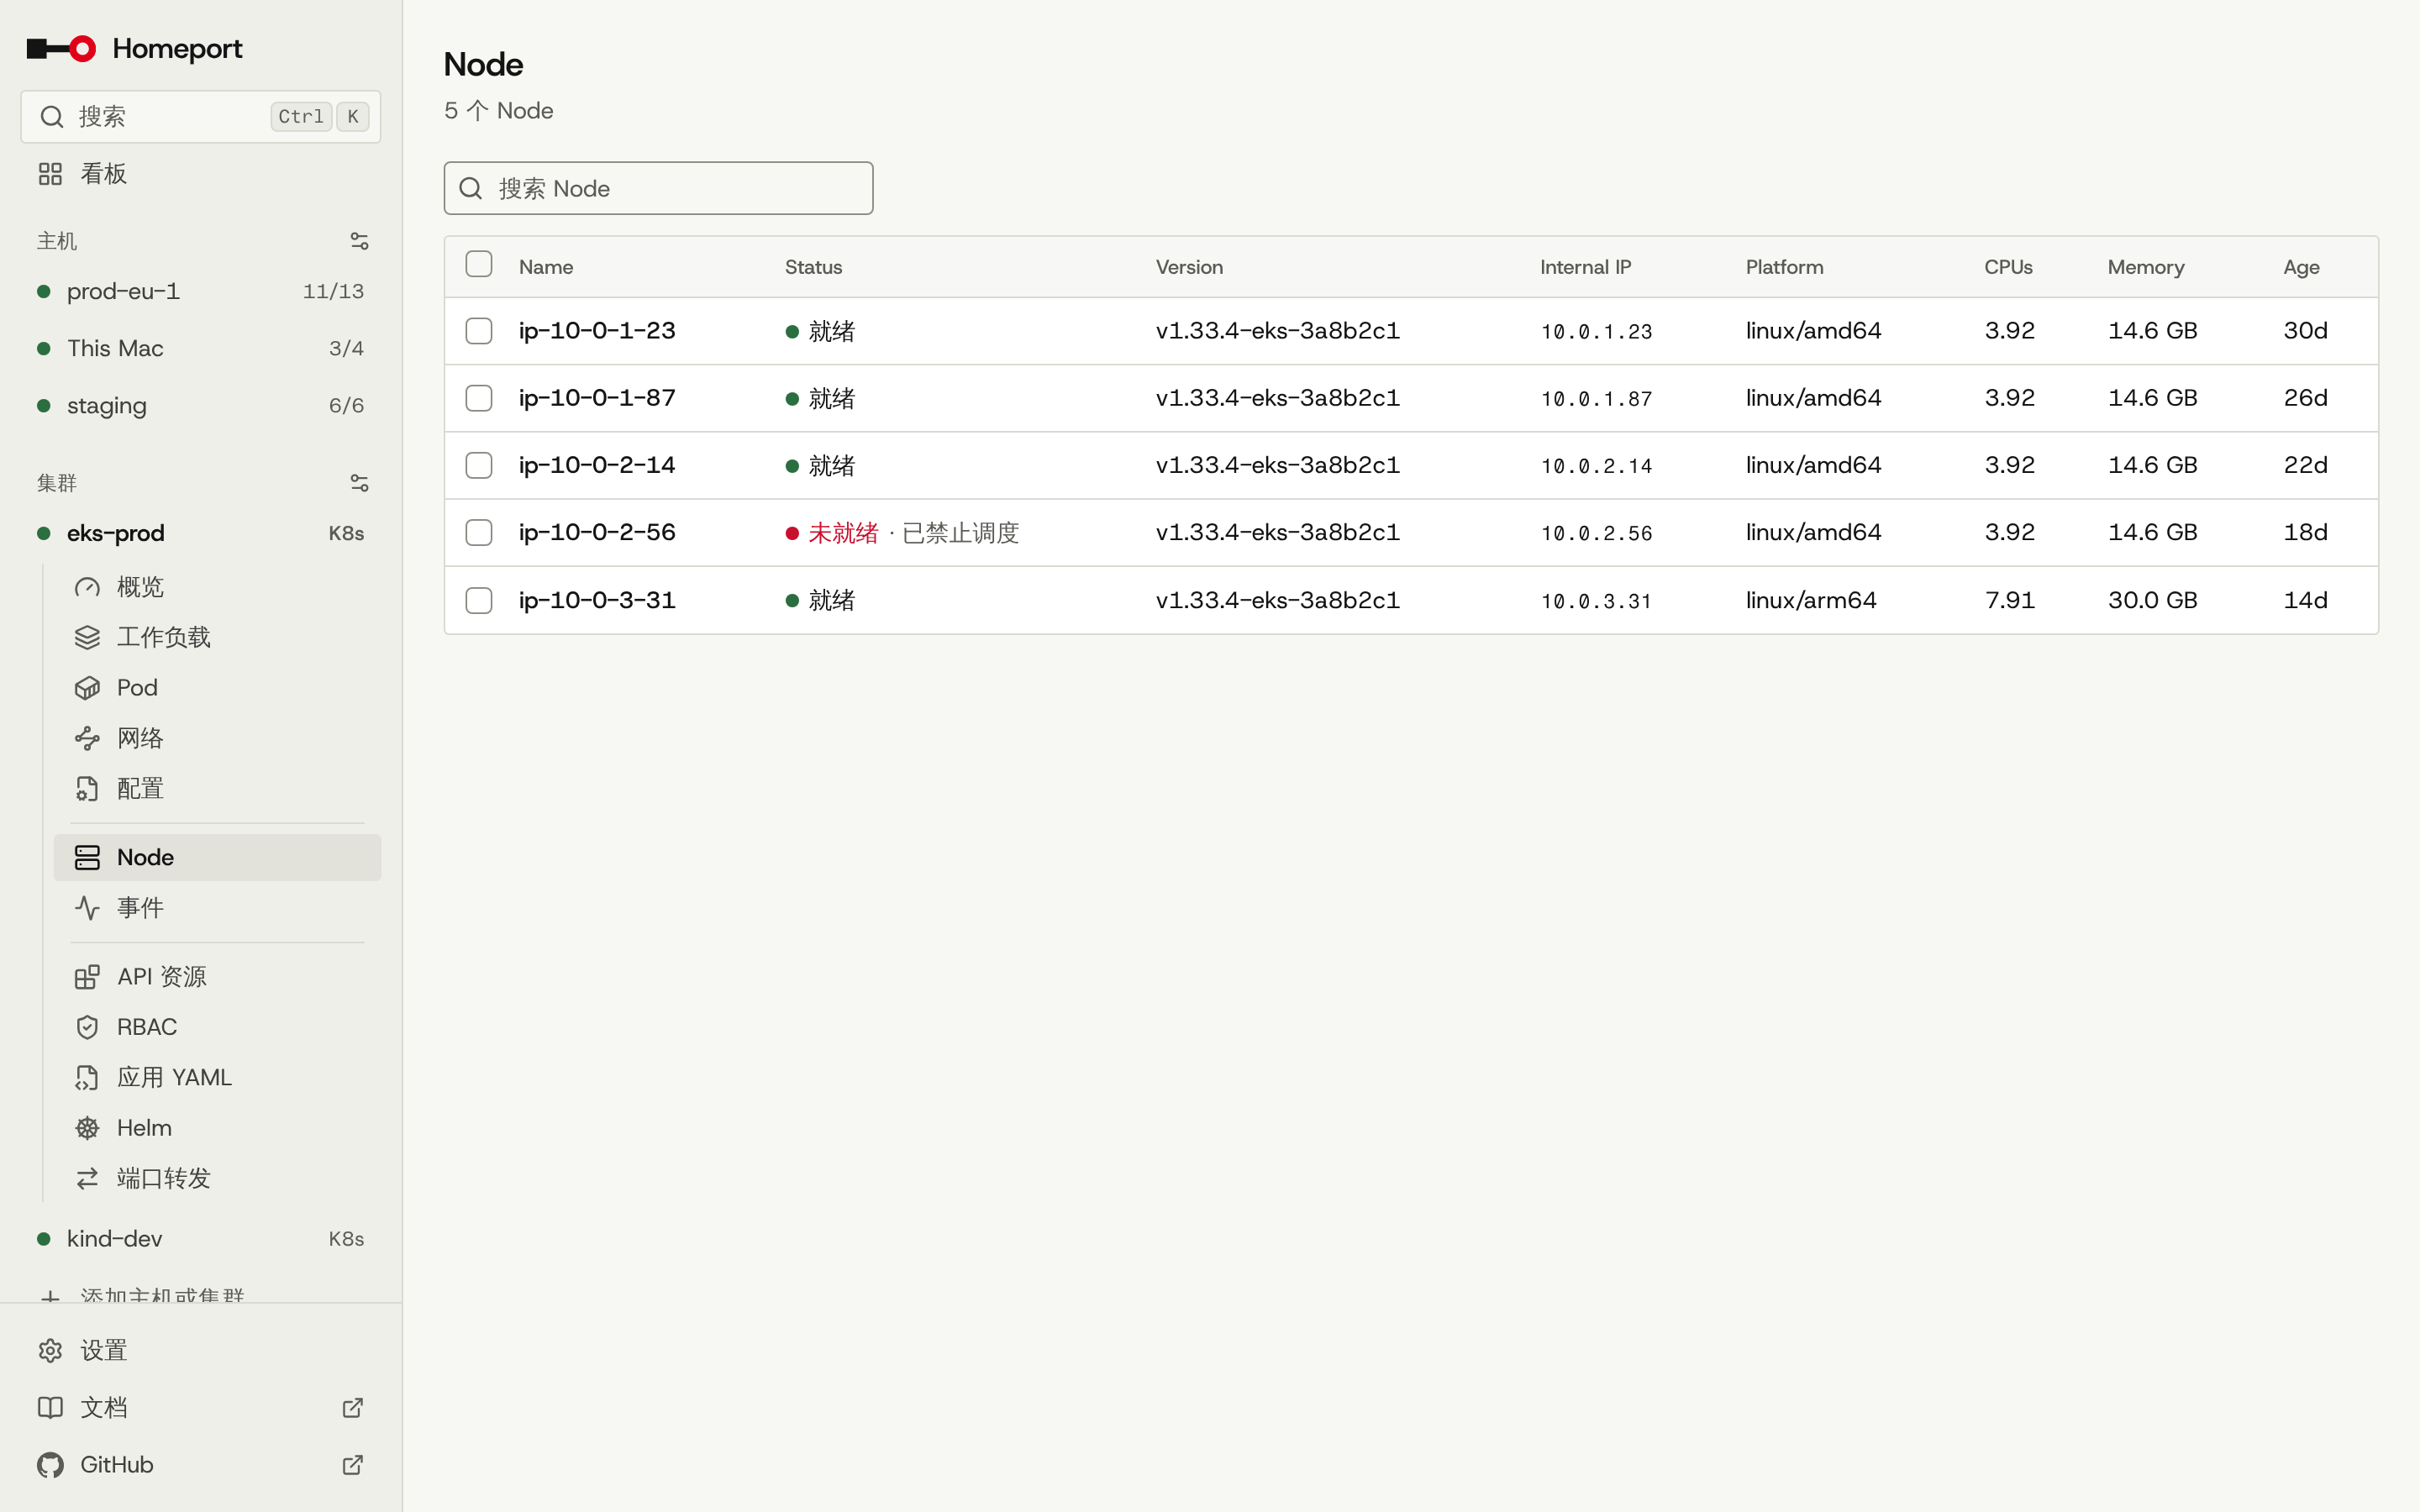 Homeport
搜索 Ctrl K
看板
主机
prod-eu-1 11/13
This Mac 3/4
staging 6/6
集群
eks-prod K8s
概览
工作负载
Pod
网络
配置
Node
事件
API 资源
RBAC
应用 YAML
Helm
端口转发
kind-dev K8s
添加主机或集群
设置
文档
GitHub
Node
5 个 Node
搜索 Node
Name Status Version Internal IP Platform CPUs Memory Age
ip-10-0-1-23 就绪 v1.33.4-eks-3a8b2c1 10.0.1.23 linux/amd64 3.92 14.6 GB 30d
ip-10-0-1-87 就绪 v1.33.4-eks-3a8b2c1 10.0.1.87 linux/amd64 3.92 14.6 GB 26d
ip-10-0-2-14 就绪 v1.33.4-eks-3a8b2c1 10.0.2.14 linux/amd64 3.92 14.6 GB 22d
ip-10-0-2-56 未就绪 · 已禁止调度 v1.33.4-eks-3a8b2c1 10.0.2.56 linux/amd64 3.92 14.6 GB 18d
ip-10-0-3-31 就绪 v1.33.4-eks-3a8b2c1 10.0.3.31 linux/arm64 7.91 30.0 GB 14d